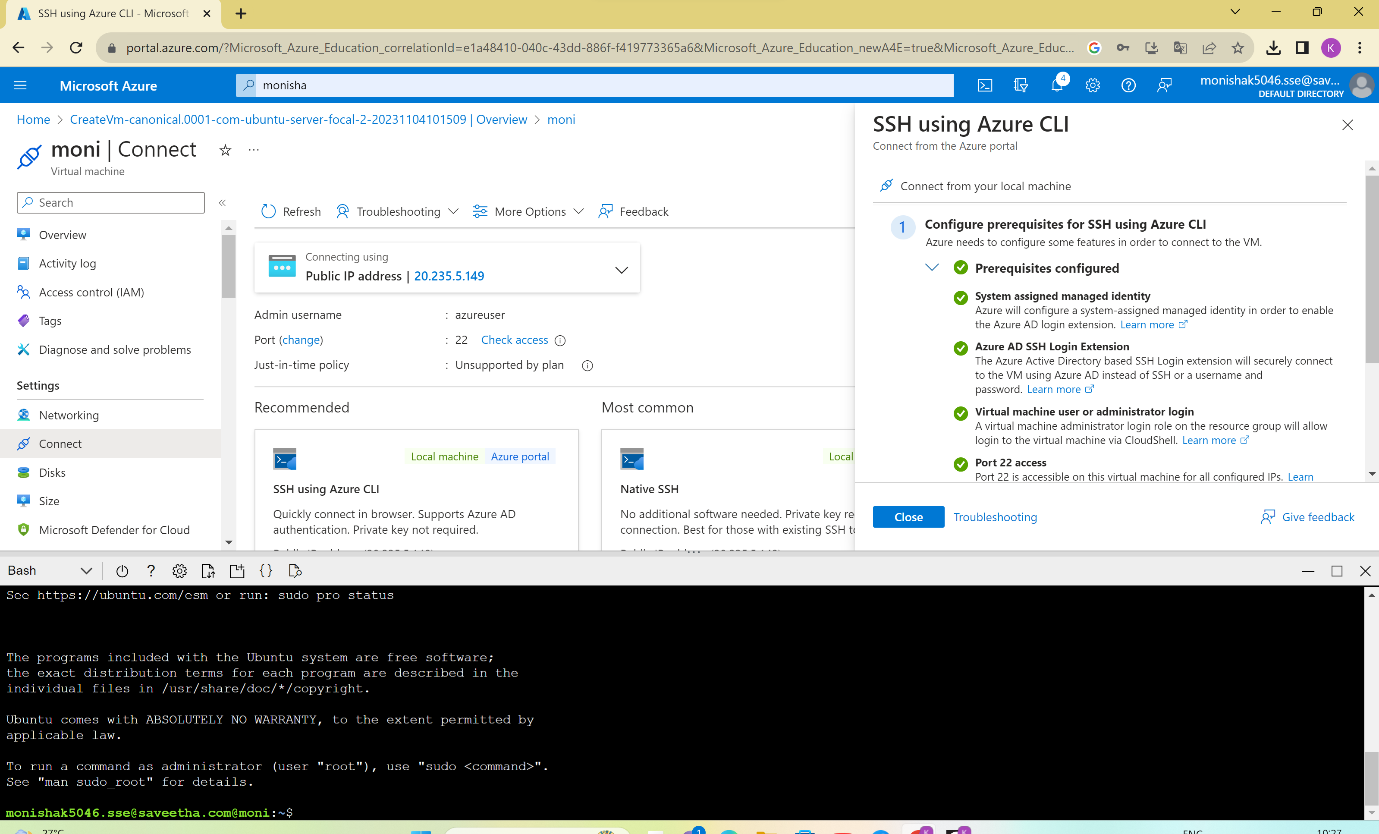 SSH using Azure CLI - Microsoft
portal.azure.com/?Microsoft_Azure_Education_correlationId=e1a48410-040c-43dd-886f-f419773365a6&Microsoft_Azure_Education_newA4E=true&Microsoft_Azure_Educ...
K
Microsoft Azure
monisha
4
monishak5046.sse@sav...
DEFAULT DIRECTORY
Home > CreateVm-canonical.0001-com-ubuntu-server-focal-2-20231104101509 | Overview > moni
moni | Connect
Virtual machine
Search
Overview
Activity log
Access control (IAM)
Tags
Diagnose and solve problems
Settings
Networking
Connect
Disks
Size
Microsoft Defender for Cloud
Refresh
Troubleshooting
More Options
Feedback
Connecting using
Public IP address | 20.235.5.149
Admin username : azureuser
Port (change) : 22 Check access
Just-in-time policy : Unsupported by plan
Recommended
Local machine Azure portal
SSH using Azure CLI
Quickly connect in browser. Supports Azure AD
authentication. Private key not required.
Most common
Local
Native SSH
No additional software needed. Private key re
connection. Best for those with existing SSH to
SSH using Azure CLI
Connect from the Azure portal
Connect from your local machine
1
Configure prerequisites for SSH using Azure CLI
Azure needs to configure some features in order to connect to the VM.
Prerequisites configured
System assigned managed identity
Azure will configure a system-assigned managed identity in order to enable
the Azure AD login extension. Learn more
Azure AD SSH Login Extension
The Azure Active Directory based SSH Login extension will securely connect
to the VM using Azure AD instead of SSH or a username and
password. Learn more
Virtual machine user or administrator login
A virtual machine administrator login role on the resource group will allow
login to the virtual machine via CloudShell. Learn more
Port 22 access
Port 22 is accessible on this virtual machine for all configured IPs. Learn
Close
Troubleshooting
Give feedback
Bash
See https://ubuntu.com/esm or run: sudo pro status
The programs included with the Ubuntu system are free software;
the exact distribution terms for each program are described in the
individual files in /usr/share/doc/*/copyright.
Ubuntu comes with ABSOLUTELY NO WARRANTY, to the extent permitted by
applicable law.
To run a command as administrator (user "root"), use "sudo <command>".
See "man sudo_root" for details.
monishak5046.sse@saveetha.com@moni:~$
27°C
ENG
10:27